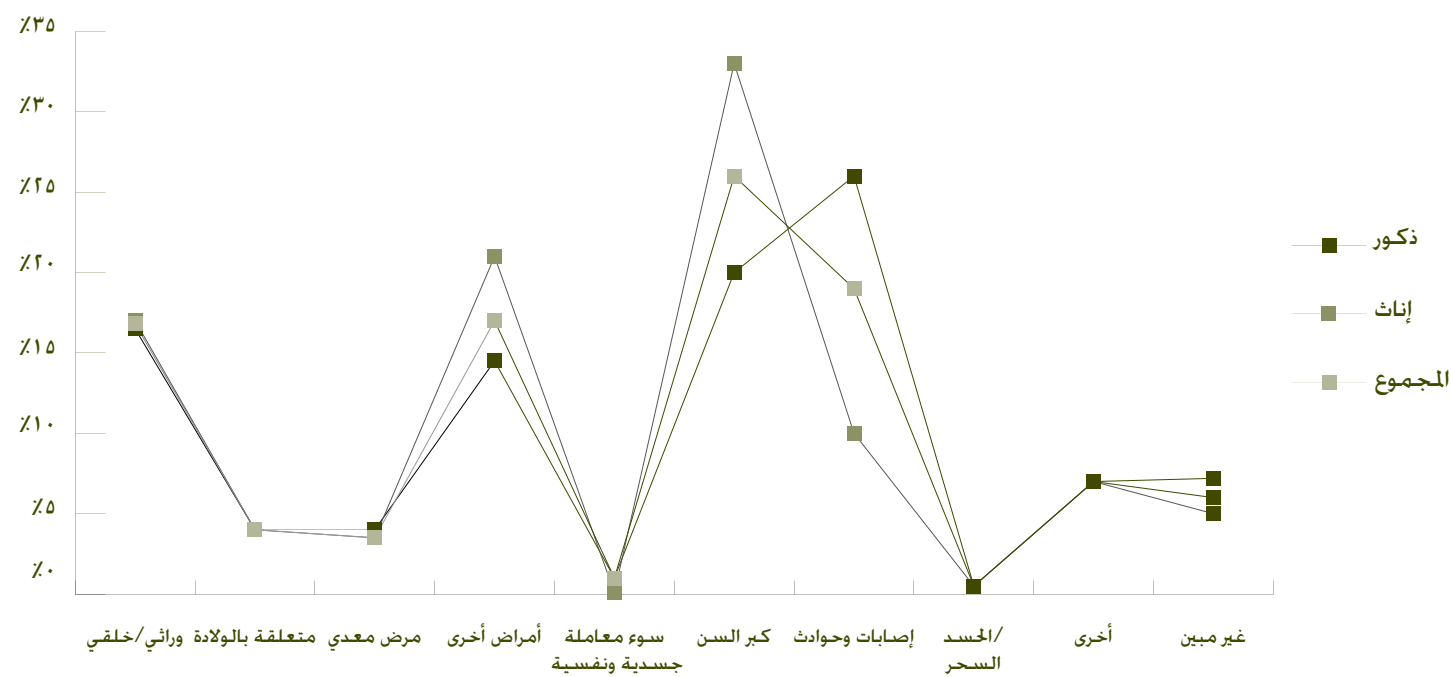 ٪٣٥
٪٣٠
٪٢٥
٪٢٠
٪١٥
٪١٠
٪٥
٪٠
ذكور
إناث
المجموع
وراثي/خلقي
متعلقة بالولادة
مرض معدي
أمراض أخرى
سوء معاملة
جسدية ونفسية
كبر السن
إصابات وحوادث
الحسد/
السحر
أخرى
غير مبين